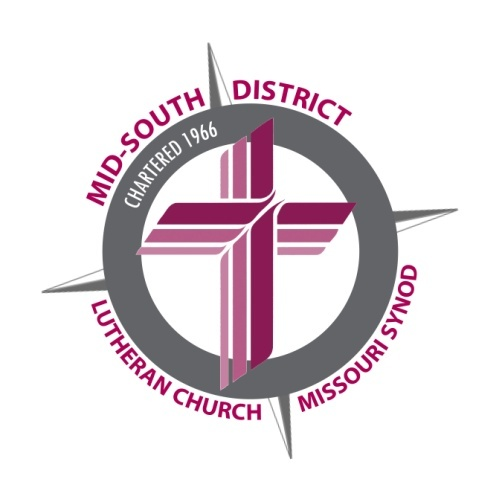 MID-SOUTH DISTRICT
CHARTERED 1966
LUTHERAN CHURCH MISSOURI SYNOD